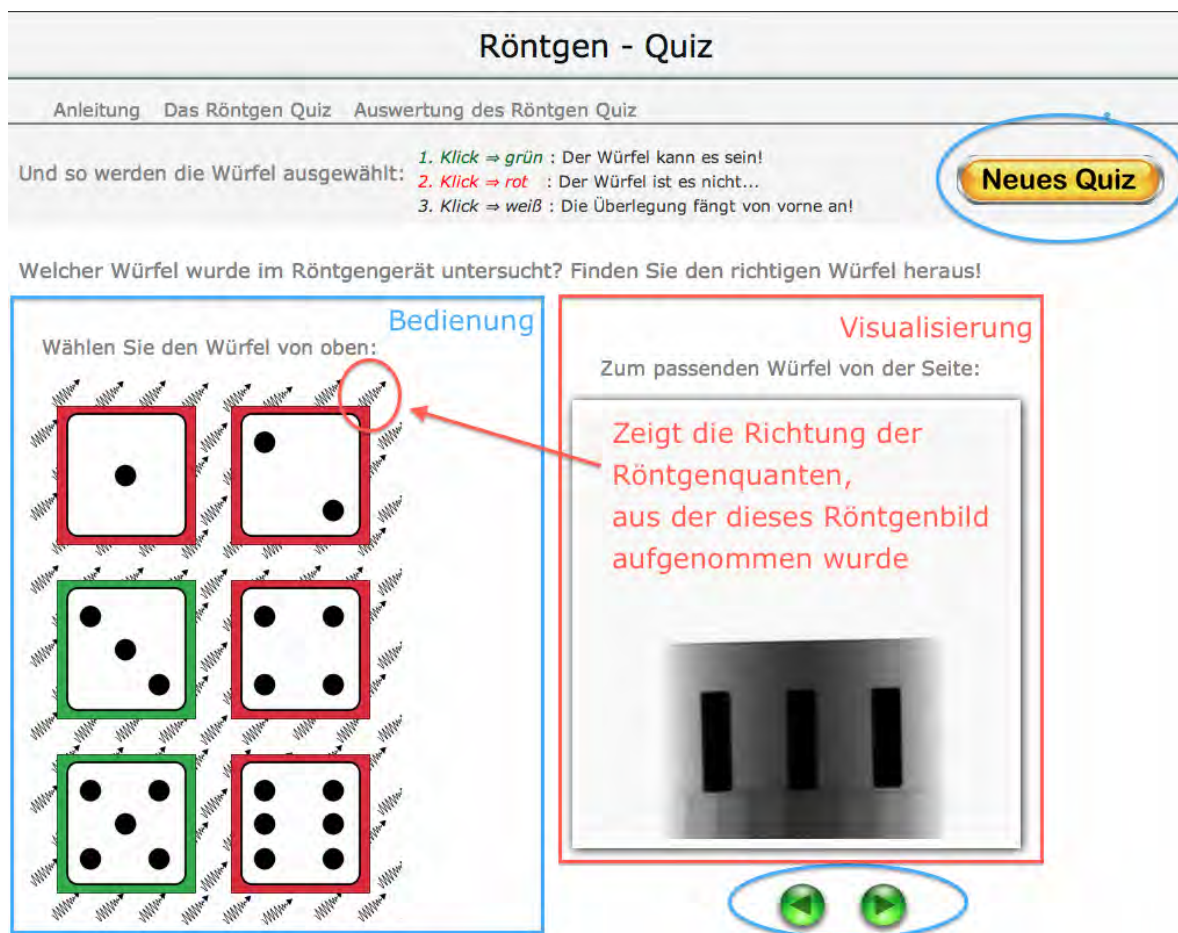 Röntgen - Quiz
Anleitung Das Röntgen Quiz Auswertung des Röntgen Quiz
Und so werden die Würfel ausgewählt:
1. Klick ⇒ grün : Der Würfel kann es sein!
2. Klick ⇒ rot : Der Würfel ist es nicht...
3. Klick ⇒ weiß : Die Überlegung fängt von vorne an!
Neues Quiz
Welcher Würfel wurde im Röntgengerät untersucht? Finden Sie den richtigen Würfel heraus!
Bedienung
Wählen Sie den Würfel von oben:
Visualisierung
Zum passenden Würfel von der Seite:
Zeigt die Richtung der
Röntgenquanten,
aus der dieses Röntgenbild
aufgenommen wurde